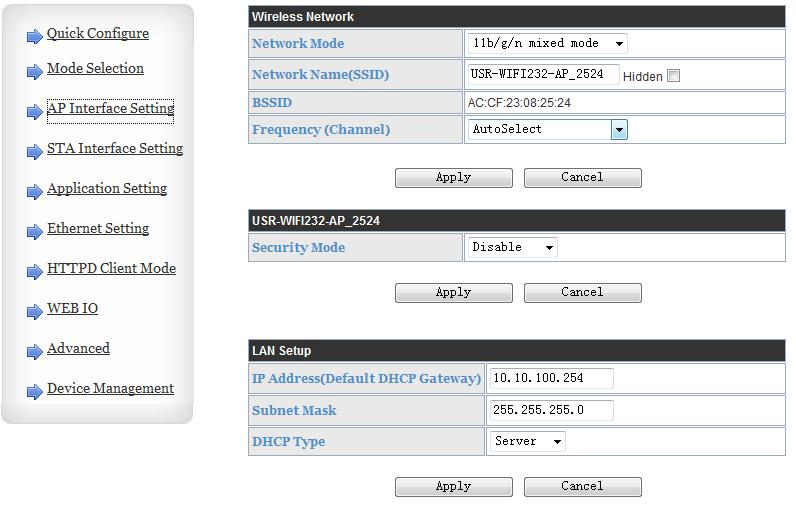 Quick Configure
Mode Selection
AP Interface Setting
STA Interface Setting
Application Setting
Ethernet Setting
HTTPD Client Mode
WEB IO
Advanced
Device Management
Wireless Network
Network Mode 11b/g/n mixed mode
Network Name(SSID) USR-WIFI232-AP_2524 Hidden
BSSID AC:CF:23:08:25:24
Frequency (Channel) AutoSelect
Apply Cancel
USR-WIFI232-AP_2524
Security Mode Disable
Apply Cancel
LAN Setup
IP Address(Default DHCP Gateway) 10.10.100.254
Subnet Mask 255.255.255.0
DHCP Type Server
Apply Cancel